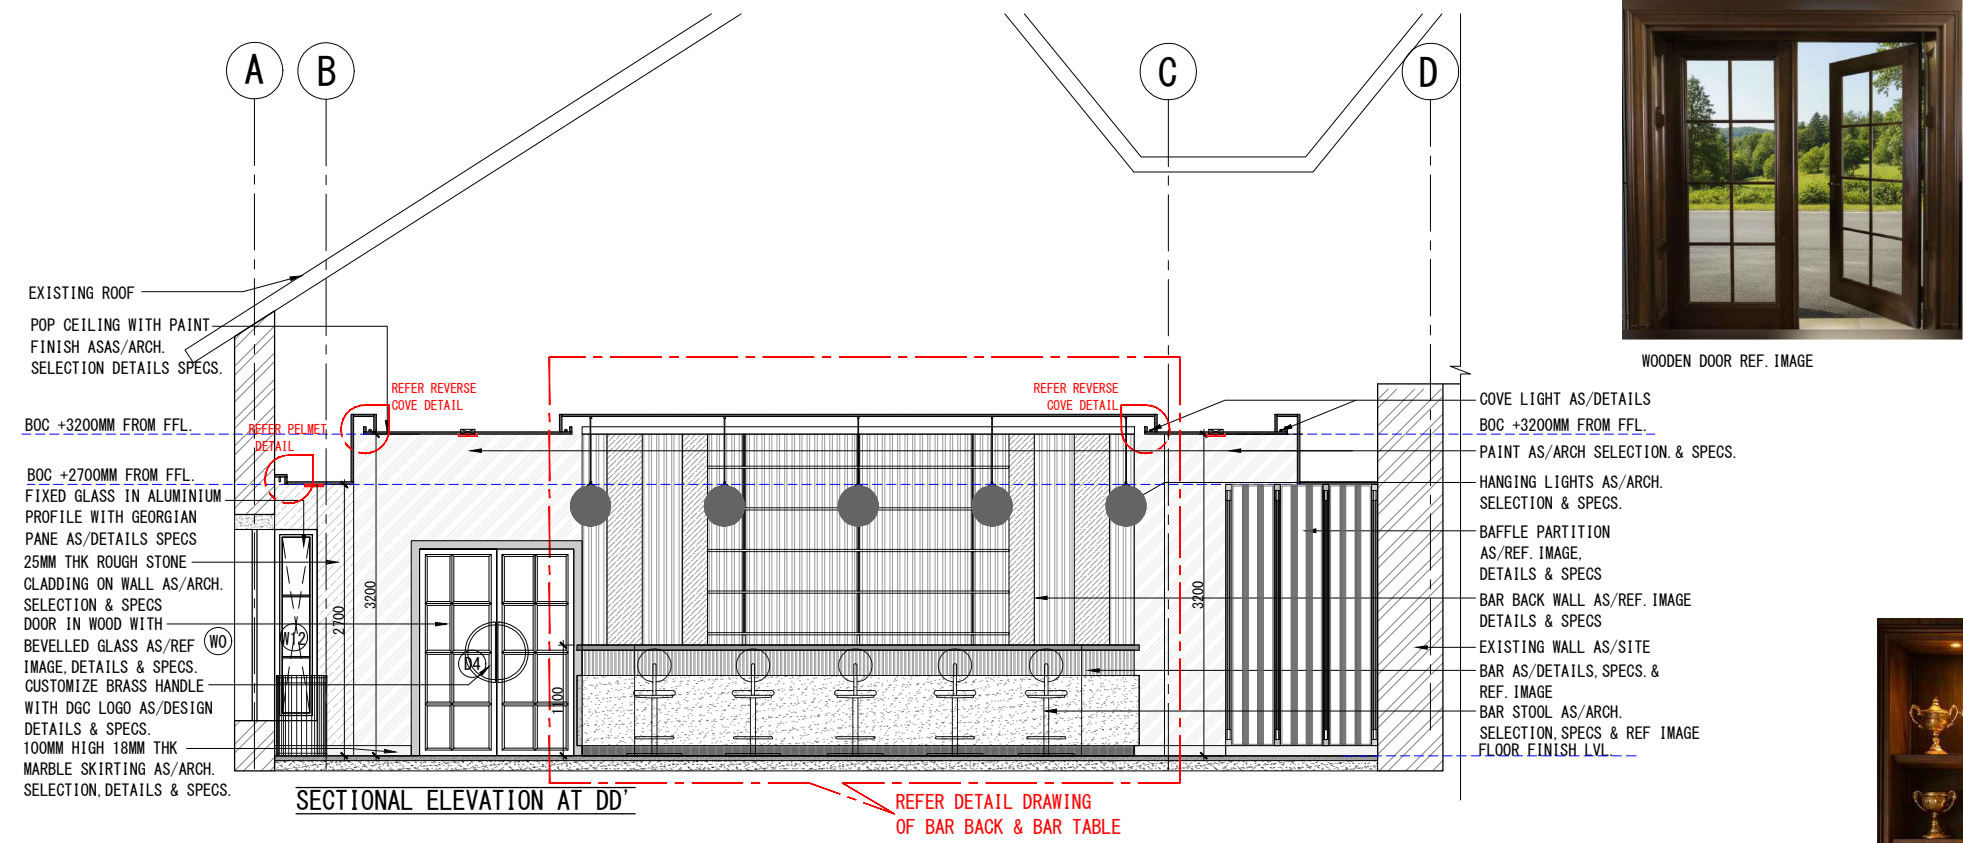 A
B
C
D
WOODEN DOOR REF. IMAGE
EXISTING ROOF
POP CEILING WITH PAINT
FINISH ASAS/ARCH.
SELECTION DETAILS SPECS.
BOC +3200MM FROM FFL.
BOC +2700MM FROM FFL.
FIXED GLASS IN ALUMINIUM
PROFILE WITH GEORGIAN
PANE AS/DETAILS SPECS
25MM THK ROUGH STONE
CLADDING ON WALL AS/ARCH.
SELECTION & SPECS
DOOR IN WOOD WITH
BEVELLED GLASS AS/REF
IMAGE, DETAILS & SPECS.
CUSTOMIZE BRASS HANDLE
WITH DGC LOGO AS/DESIGN
DETAILS & SPECS.
100MM HIGH 18MM THK
MARBLE SKIRTING AS/ARCH.
SELECTION, DETAILS & SPECS.
WO
W12
D4
REFER PELMET
DETAIL
REFER REVERSE
COVE DETAIL
REFER REVERSE
COVE DETAIL
2700
3200
1100
3200
COVE LIGHT AS/DETAILS
BOC +3200MM FROM FFL.
PAINT AS/ARCH SELECTION. & SPECS.
HANGING LIGHTS AS/ARCH.
SELECTION & SPECS.
BAFFLE PARTITION
AS/REF. IMAGE,
DETAILS & SPECS
BAR BACK WALL AS/REF. IMAGE
DETAILS & SPECS
EXISTING WALL AS/SITE
BAR AS/DETAILS, SPECS. &
REF. IMAGE
BAR STOOL AS/ARCH.
SELECTION, SPECS & REF IMAGE
FLOOR FINISH LVL.
SECTIONAL ELEVATION AT DD'
REFER DETAIL DRAWING
OF BAR BACK & BAR TABLE